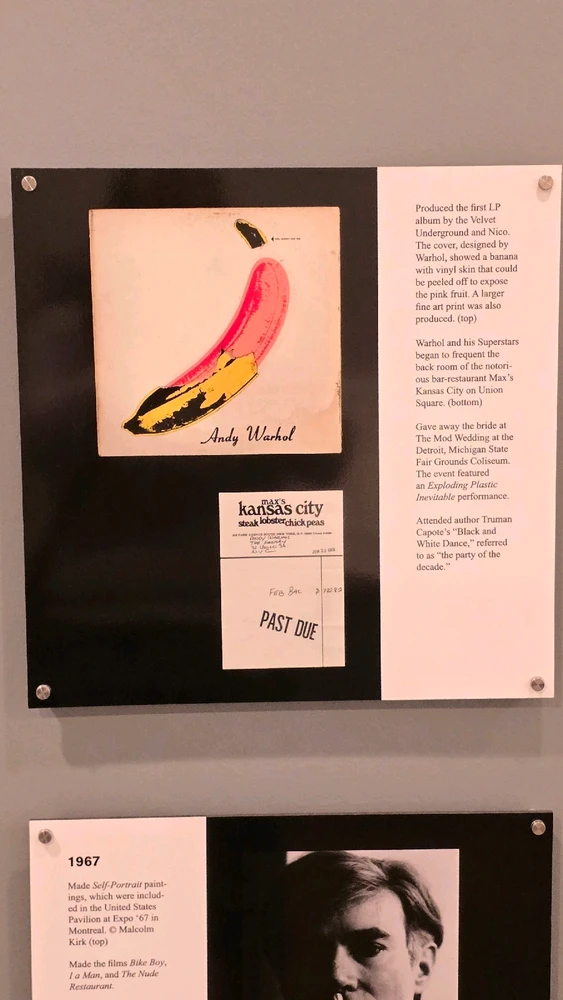 Andy Warhol
max's
kansas city
steak lobster chick peas
ANDY WARHOL
THE FACTORY
FEB BAL
PAST DUE
Produced the first LP
album by the Velvet
Underground and Nico.
The cover, designed by
Warhol, showed a banana
with vinyl skin that could
be peeled off to expose
the pink fruit. A larger
fine art print was also
produced. (top)
Warhol and his Superstars
began to frequent the
back room of the notori-
ous bar-restaurant Max's
Kansas City on Union
Square. (bottom)
Gave away the bride at
The Mod Wedding at the
Detroit, Michigan State
Fair Grounds Coliseum.
The event featured
an Exploding Plastic
Inevitable performance.
Attended author Truman
Capote's "Black and
White Dance," referred
to as "the party of the
decade."
1967
Made Self-Portrait paint-
ings, which were includ-
ed in the United States
Pavilion at Expo '67 in
Montreal. © Malcolm
Kirk (top)
Made the films Bike Boy,
I a Man, and The Nude
Restaurant.